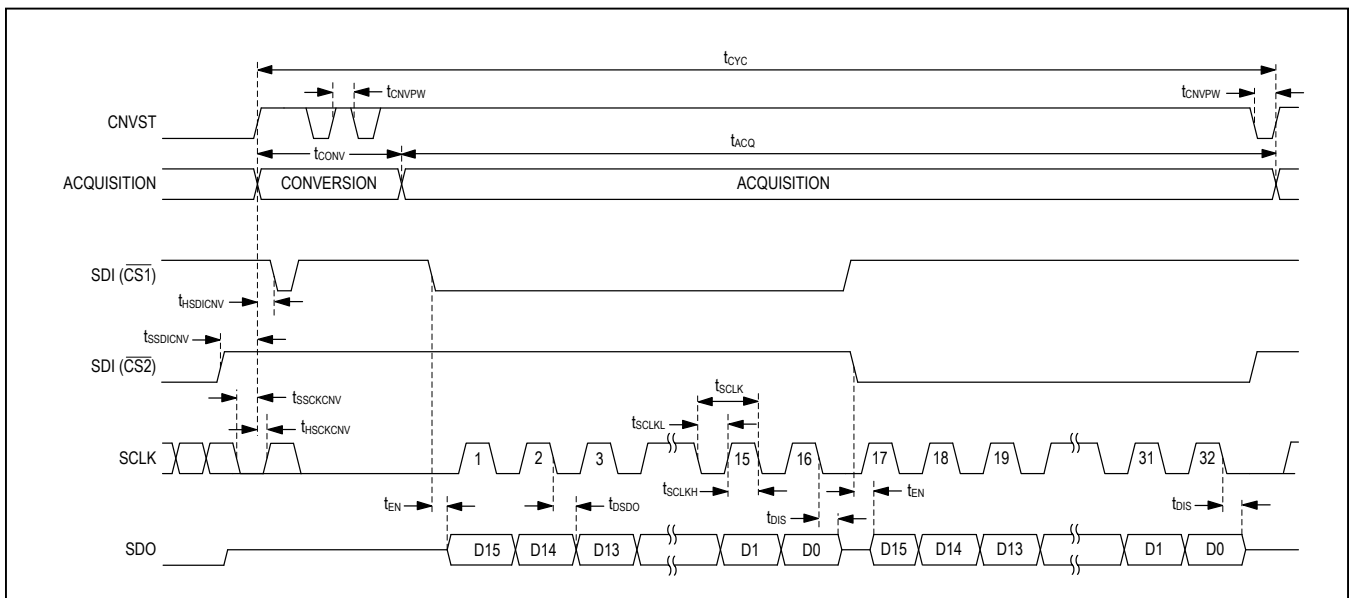 tCYC
tCNVPW
tCNVPW
CNVST
tCONV
tACQ
ACQUISITION
CONVERSION
ACQUISITION
SDI (CS1)
tHSDICNV
tSSDICNV
SDI (CS2)
tSSCKCNV
tSCLK
tHSCKCNV
tSCLKL
SCLK
1 2 3 15 16 17 18 19 31 32
tSCLKH
tEN
tDSDO
tDIS
tEN
tDIS
SDO
D15 D14 D13 D1 D0 D15 D14 D13 D1 D0